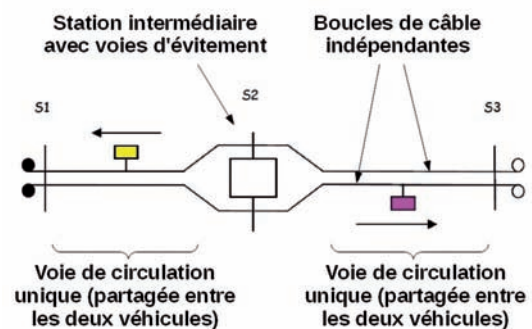 Station intermédiaire
avec voies d'évitement
Boucles de câble
indépendantes
S1
S2
S3
Voie de circulation
unique (partagée entre
les deux véhicules)
Voie de circulation
unique (partagée entre
les deux véhicules)